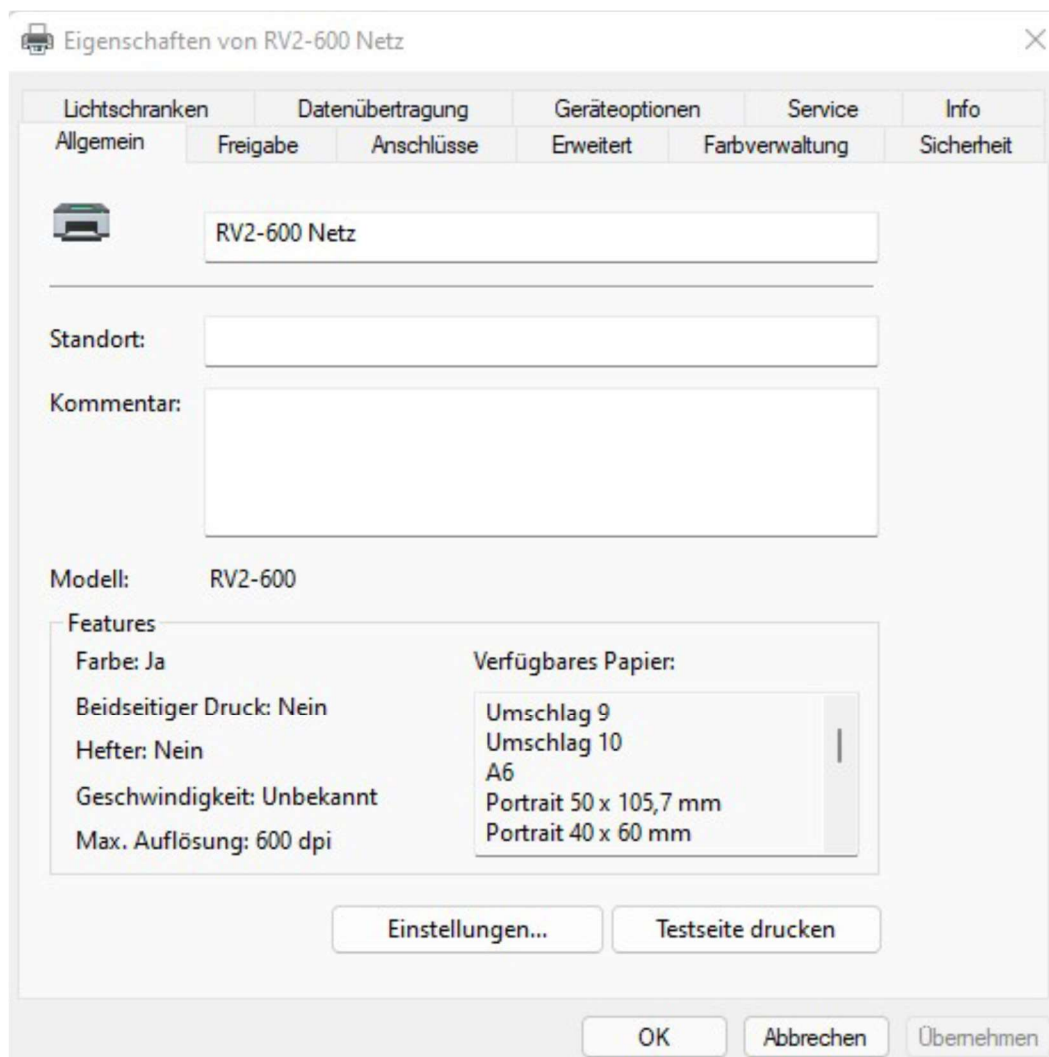 Eigenschaften von RV2-600 Netz
Lichtschranken Datenübertragung Geräteoptionen Service Info
Allgemein Freigabe Anschlüsse Erweitert Farbverwaltung Sicherheit
RV2-600 Netz
Standort:
Kommentar:
Modell: RV2-600
Features
Farbe: Ja
Beidseitiger Druck: Nein
Hefter: Nein
Geschwindigkeit: Unbekannt
Max. Auflösung: 600 dpi
Verfügbares Papier:
Umschlag 9
Umschlag 10
A6
Portrait 50 x 105,7 mm
Portrait 40 x 60 mm
Einstellungen... Testseite drucken
OK Abbrechen Übernehmen